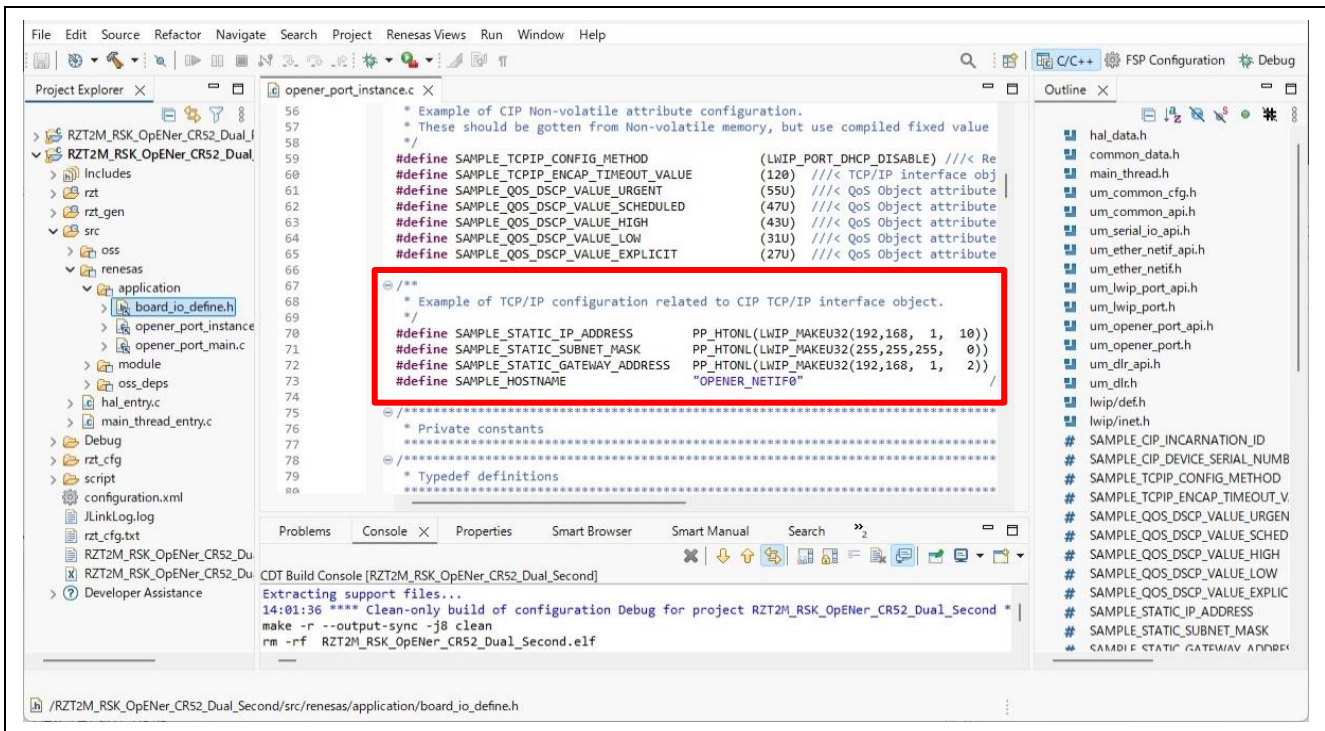 File Edit Source Refactor Navigate Search Project Renesas Views Run Window Help
C/C++ FSP Configuration Debug
Project Explorer
RZT2M_RSK_OpENer_CR52_Dual_F
RZT2M_RSK_OpENer_CR52_Dual_
Includes
rzt
rzt_gen
src
oss
renesas
application
board_io_define.h
opener_port_instance
opener_port_main.c
module
oss_deps
hal_entry.c
main_thread_entry.c
Debug
rzt_cfg
script
configuration.xml
JLinkLog.log
rzt_cfg.txt
RZT2M_RSK_OpENer_CR52_Du
RZT2M_RSK_OpENer_CR52_Du
Developer Assistance
opener_port_instance.c
56 * Example of CIP Non-volatile attribute configuration.
57 * These should be gotten from Non-volatile memory, but use compiled fixed value
58 */
59 #define SAMPLE_TCPIP_CONFIG_METHOD (LWIP_PORT_DHCP_DISABLE) ///< Re
60 #define SAMPLE_TCPIP_ENCAP_TIMEOUT_VALUE (120) ///< TCP/IP interface obj
61 #define SAMPLE_QOS_DSCP_VALUE_URGENT (55U) ///< QoS Object attribute
62 #define SAMPLE_QOS_DSCP_VALUE_SCHEDULED (47U) ///< QoS Object attribute
63 #define SAMPLE_QOS_DSCP_VALUE_HIGH (43U) ///< QoS Object attribute
64 #define SAMPLE_QOS_DSCP_VALUE_LOW (31U) ///< QoS Object attribute
65 #define SAMPLE_QOS_DSCP_VALUE_EXPLICIT (27U) ///< QoS Object attribute
66
67 /**
68 * Example of TCP/IP configuration related to CIP TCP/IP interface object.
69 */
70 #define SAMPLE_STATIC_IP_ADDRESS PP_HTONL(LWIP_MAKEU32(192,168, 1, 10))
71 #define SAMPLE_STATIC_SUBNET_MASK PP_HTONL(LWIP_MAKEU32(255,255,255, 0))
72 #define SAMPLE_STATIC_GATEWAY_ADDRESS PP_HTONL(LWIP_MAKEU32(192,168, 1, 2))
73 #define SAMPLE_HOSTNAME "OPENER_NETIF0" /
74
75 /***************************************************************************
76 * Private constants
77 ***************************************************************************
78 /***************************************************************************
79 * Typedef definitions
80 ***************************************************************************
Problems Console Properties Smart Browser Smart Manual Search »2
CDT Build Console [RZT2M_RSK_OpENer_CR52_Dual_Second]
Extracting support files...
14:01:36 **** Clean-only build of configuration Debug for project RZT2M_RSK_OpENer_CR52_Dual_Second *
make -r --output-sync -j8 clean
rm -rf RZT2M_RSK_OpENer_CR52_Dual_Second.elf
Outline
hal_data.h
common_data.h
main_thread.h
um_common_cfg.h
um_common_api.h
um_serial_io_api.h
um_ether_netif_api.h
um_ether_netif.h
um_lwip_port_api.h
um_lwip_port.h
um_opener_port_api.h
um_opener_port.h
um_dlr_api.h
um_dlr.h
lwip/def.h
lwip/inet.h
# SAMPLE_CIP_INCARNATION_ID
# SAMPLE_CIP_DEVICE_SERIAL_NUMB
# SAMPLE_TCPIP_CONFIG_METHOD
# SAMPLE_TCPIP_ENCAP_TIMEOUT_V
# SAMPLE_QOS_DSCP_VALUE_URGEN
# SAMPLE_QOS_DSCP_VALUE_SCHED
# SAMPLE_QOS_DSCP_VALUE_HIGH
# SAMPLE_QOS_DSCP_VALUE_LOW
# SAMPLE_QOS_DSCP_VALUE_EXPLIC
# SAMPLE_STATIC_IP_ADDRESS
# SAMPLE_STATIC_SUBNET_MASK
# SAMPLE_STATIC_GATEWAY_ADDRES
/RZT2M_RSK_OpENer_CR52_Dual_Second/src/renesas/application/board_io_define.h